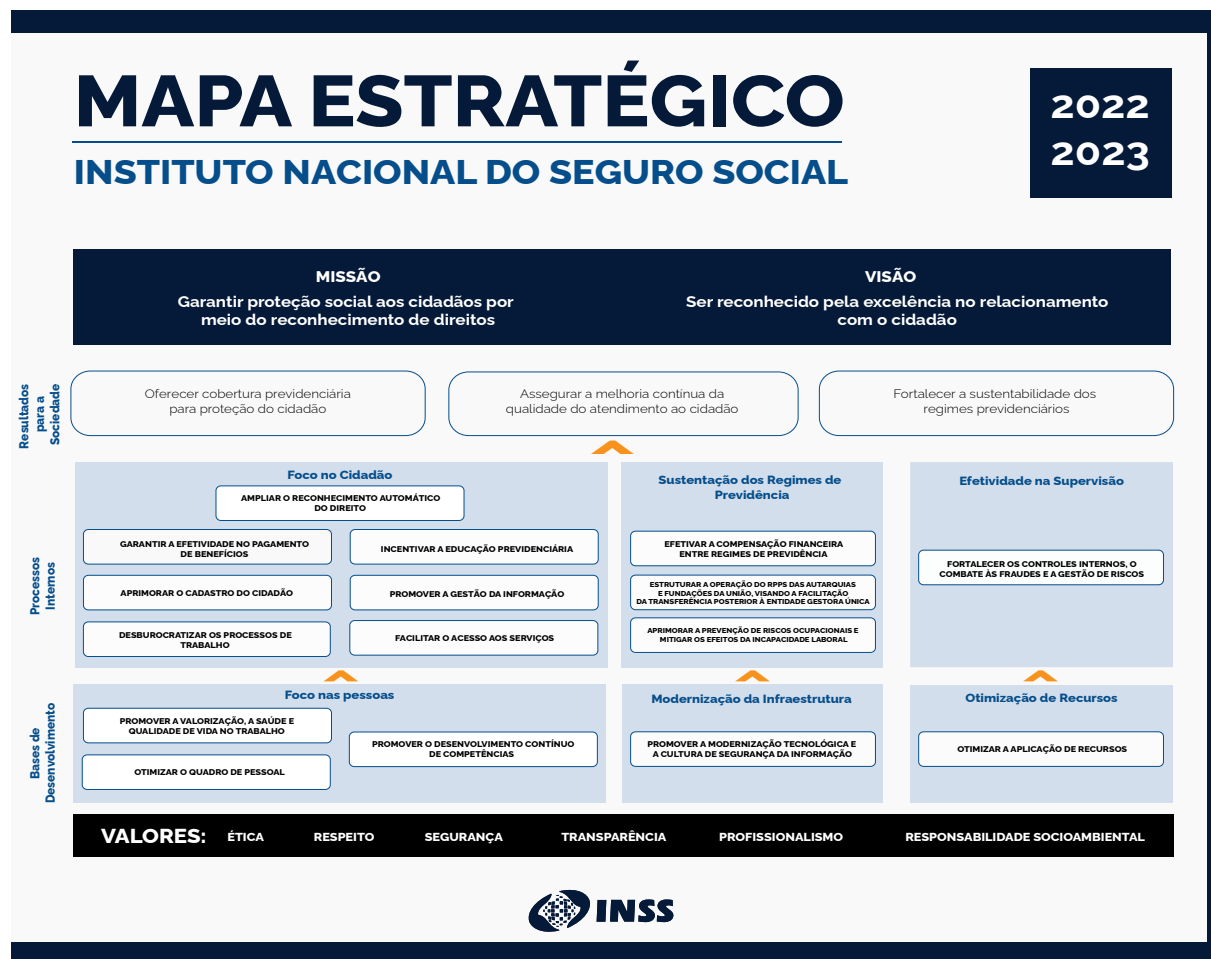 MAPA ESTRATÉGICO
INSTITUTO NACIONAL DO SEGURO SOCIAL
2022
2023
MISSÃO
Garantir proteção social aos cidadãos por
meio do reconhecimento de direitos
VISÃO
Ser reconhecido pela excelência no relacionamento
com o cidadão
Resultados
para a
Sociedade
Oferecer cobertura previdenciária
para proteção do cidadão
Assegurar a melhoria contínua da
qualidade do atendimento ao cidadão
Fortalecer a sustentabilidade dos
regimes previdenciários
Processos
Internos
Foco no Cidadão
AMPLIAR O RECONHECIMENTO AUTOMÁTICO
DO DIREITO
GARANTIR A EFETIVIDADE NO PAGAMENTO
DE BENEFÍCIOS
INCENTIVAR A EDUCAÇÃO PREVIDENCIÁRIA
APRIMORAR O CADASTRO DO CIDADÃO
PROMOVER A GESTÃO DA INFORMAÇÃO
DESBUROCRATIZAR OS PROCESSOS DE
TRABALHO
FACILITAR O ACESSO AOS SERVIÇOS
Sustentação dos Regimes de
Previdência
EFETIVAR A COMPENSAÇÃO FINANCEIRA
ENTRE REGIMES DE PREVIDÊNCIA
ESTRUTURAR A OPERAÇÃO DO RPPS DAS AUTARQUIAS
E FUNDAÇÕES DA UNIÃO, VISANDO A FACILITAÇÃO
DA TRANSFERÊNCIA POSTERIOR À ENTIDADE GESTORA ÚNICA
APRIMORAR A PREVENÇÃO DE RISCOS OCUPACIONAIS E
MITIGAR OS EFEITOS DA INCAPACIDADE LABORAL
Efetividade na Supervisão
FORTALECER OS CONTROLES INTERNOS, O
COMBATE ÀS FRAUDES E A GESTÃO DE RISCOS
Bases de
Desenvolvimento
Foco nas pessoas
PROMOVER A VALORIZAÇÃO, A SAÚDE E
QUALIDADE DE VIDA NO TRABALHO
OTIMIZAR O QUADRO DE PESSOAL
PROMOVER O DESENVOLVIMENTO CONTÍNUO
DE COMPETÊNCIAS
Modernização da Infraestrutura
PROMOVER A MODERNIZAÇÃO TECNOLÓGICA E
A CULTURA DE SEGURANÇA DA INFORMAÇÃO
Otimização de Recursos
OTIMIZAR A APLICAÇÃO DE RECURSOS
VALORES: ÉTICA RESPEITO SEGURANÇA TRANSPARÊNCIA PROFISSIONALISMO RESPONSABILIDADE SOCIOAMBIENTAL
INSS